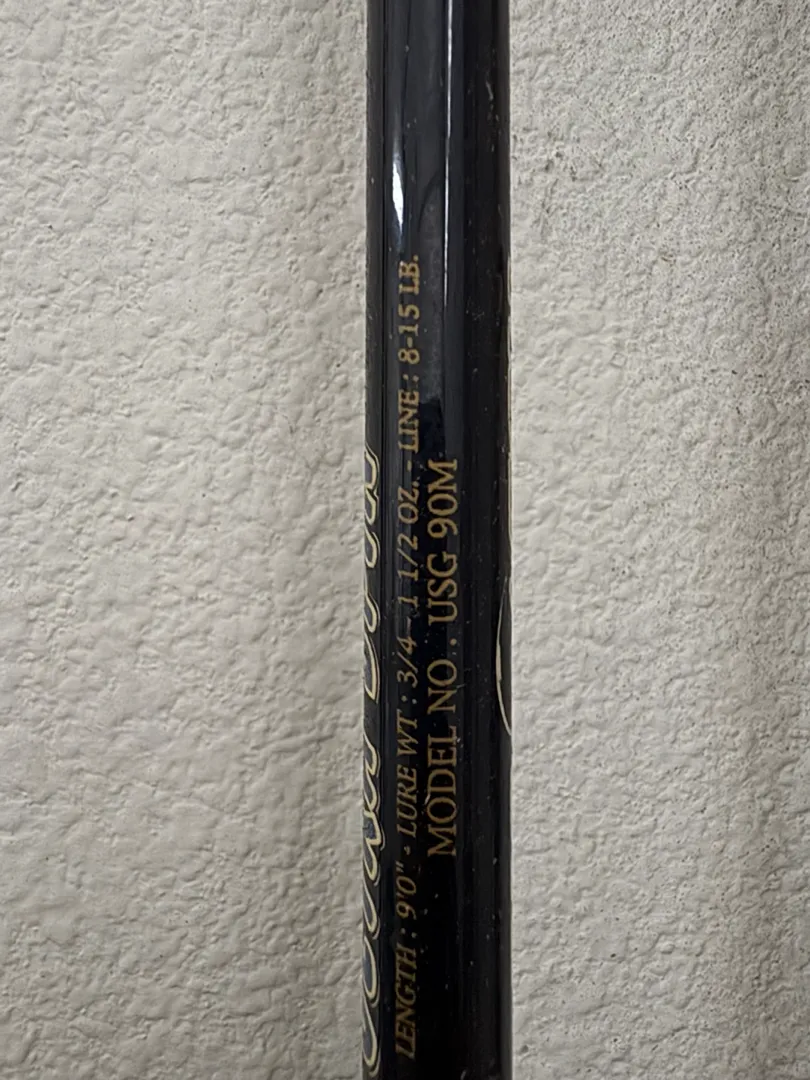 LENGTH : 9'0" - LURE WT : 3/4 - 1 1/2 OZ. - LINE : 8-15 LB.
MODEL NO . USG 90M